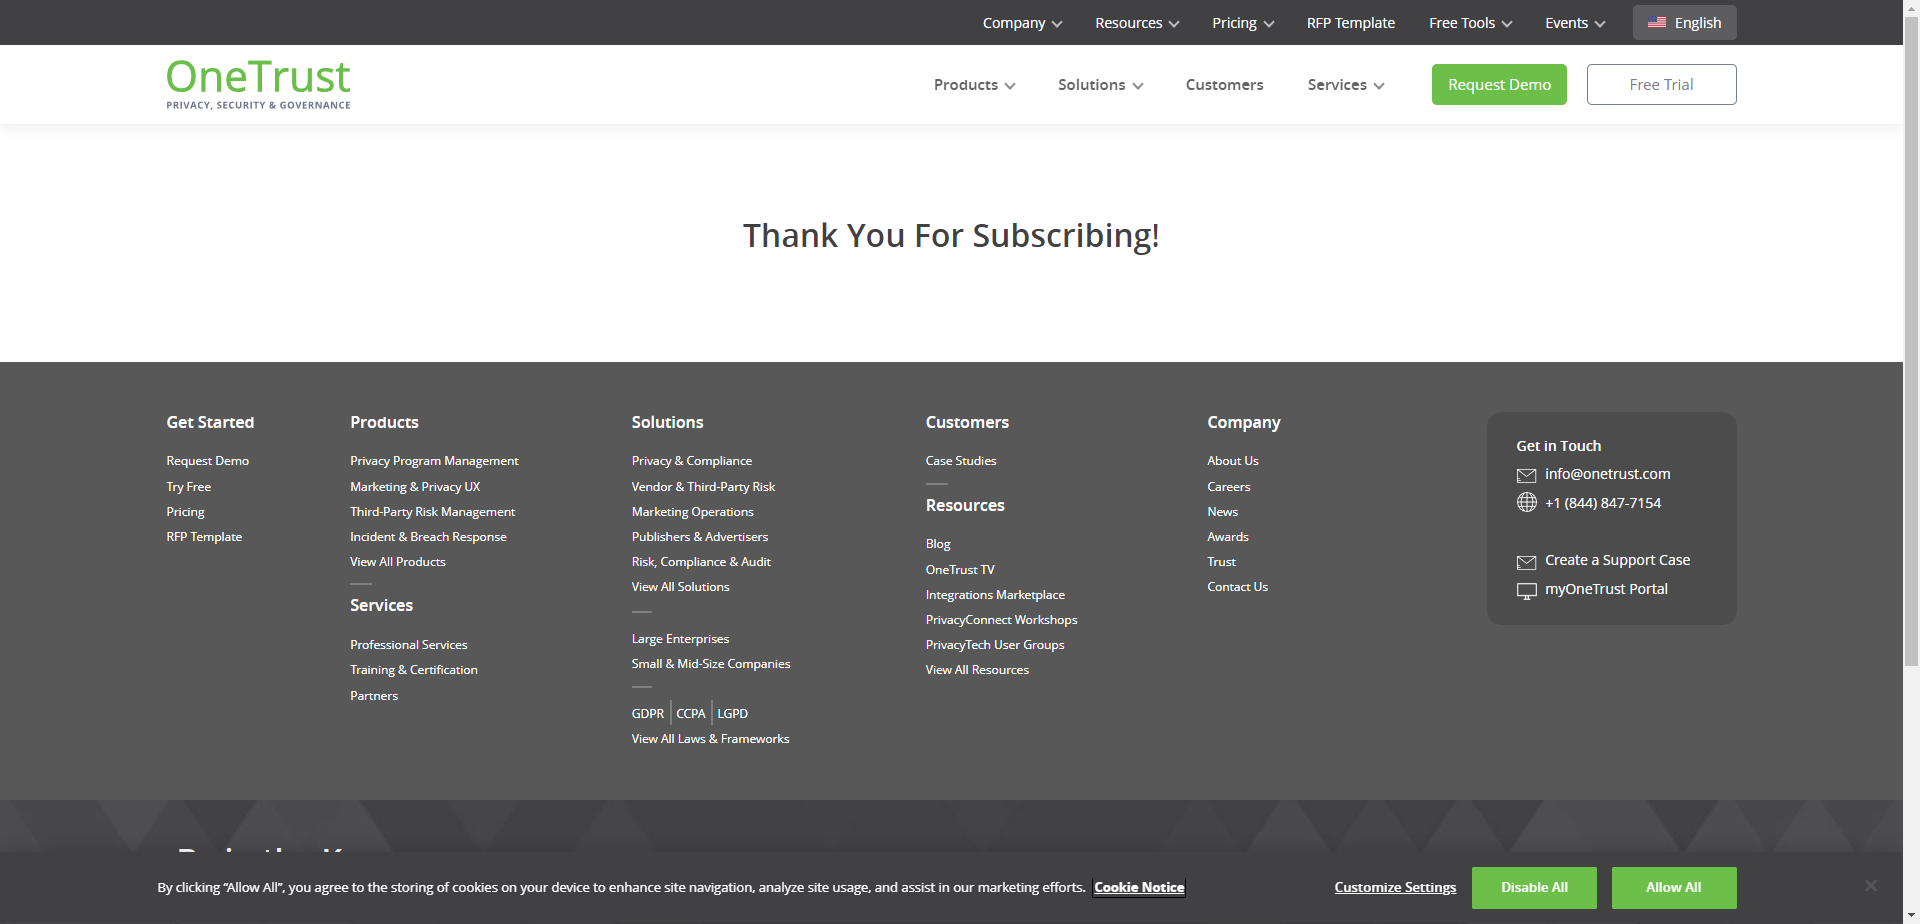 Company
Resources
Pricing
RFP Template
Free Tools
Events
English
OneTrust
PRIVACY, SECURITY & GOVERNANCE
Products
Solutions
Customers
Services
Request Demo
Free Trial
Thank You For Subscribing!
Get Started
Request Demo
Try Free
Pricing
RFP Template
Products
Privacy Program Management
Marketing & Privacy UX
Third-Party Risk Management
Incident & Breach Response
View All Products
Services
Professional Services
Training & Certification
Partners
Solutions
Privacy & Compliance
Vendor & Third-Party Risk
Marketing Operations
Publishers & Advertisers
Risk, Compliance & Audit
View All Solutions
Large Enterprises
Small & Mid-Size Companies
GDPR | CCPA | LGPD
View All Laws & Frameworks
Customers
Case Studies
Resources
Blog
OneTrust TV
Integrations Marketplace
PrivacyConnect Workshops
PrivacyTech User Groups
View All Resources
Company
About Us
Careers
News
Awards
Trust
Contact Us
Get in Touch
info@onetrust.com
+1 (844) 847-7154
Create a Support Case
myOneTrust Portal
By clicking “Allow All”, you agree to the storing of cookies on your device to enhance site navigation, analyze site usage, and assist in our marketing efforts. Cookie Notice
Customize Settings
Disable All
Allow All